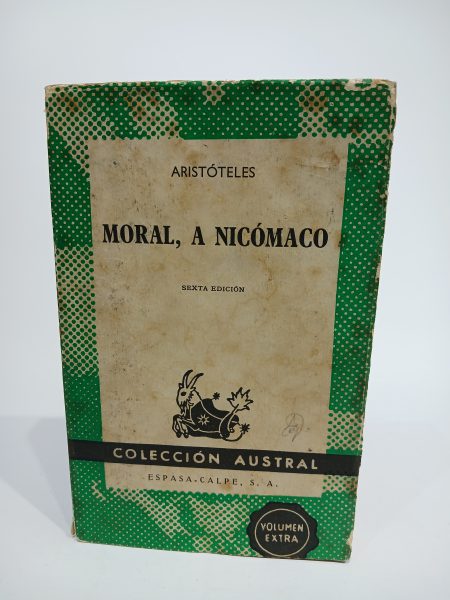 ARISTÓTELES
MORAL, A NICÓMACO
SEXTA EDICIÓN
COLECCIÓN AUSTRAL
ESPASA-CALPE, S. A.
VOLUMEN
EXTRA